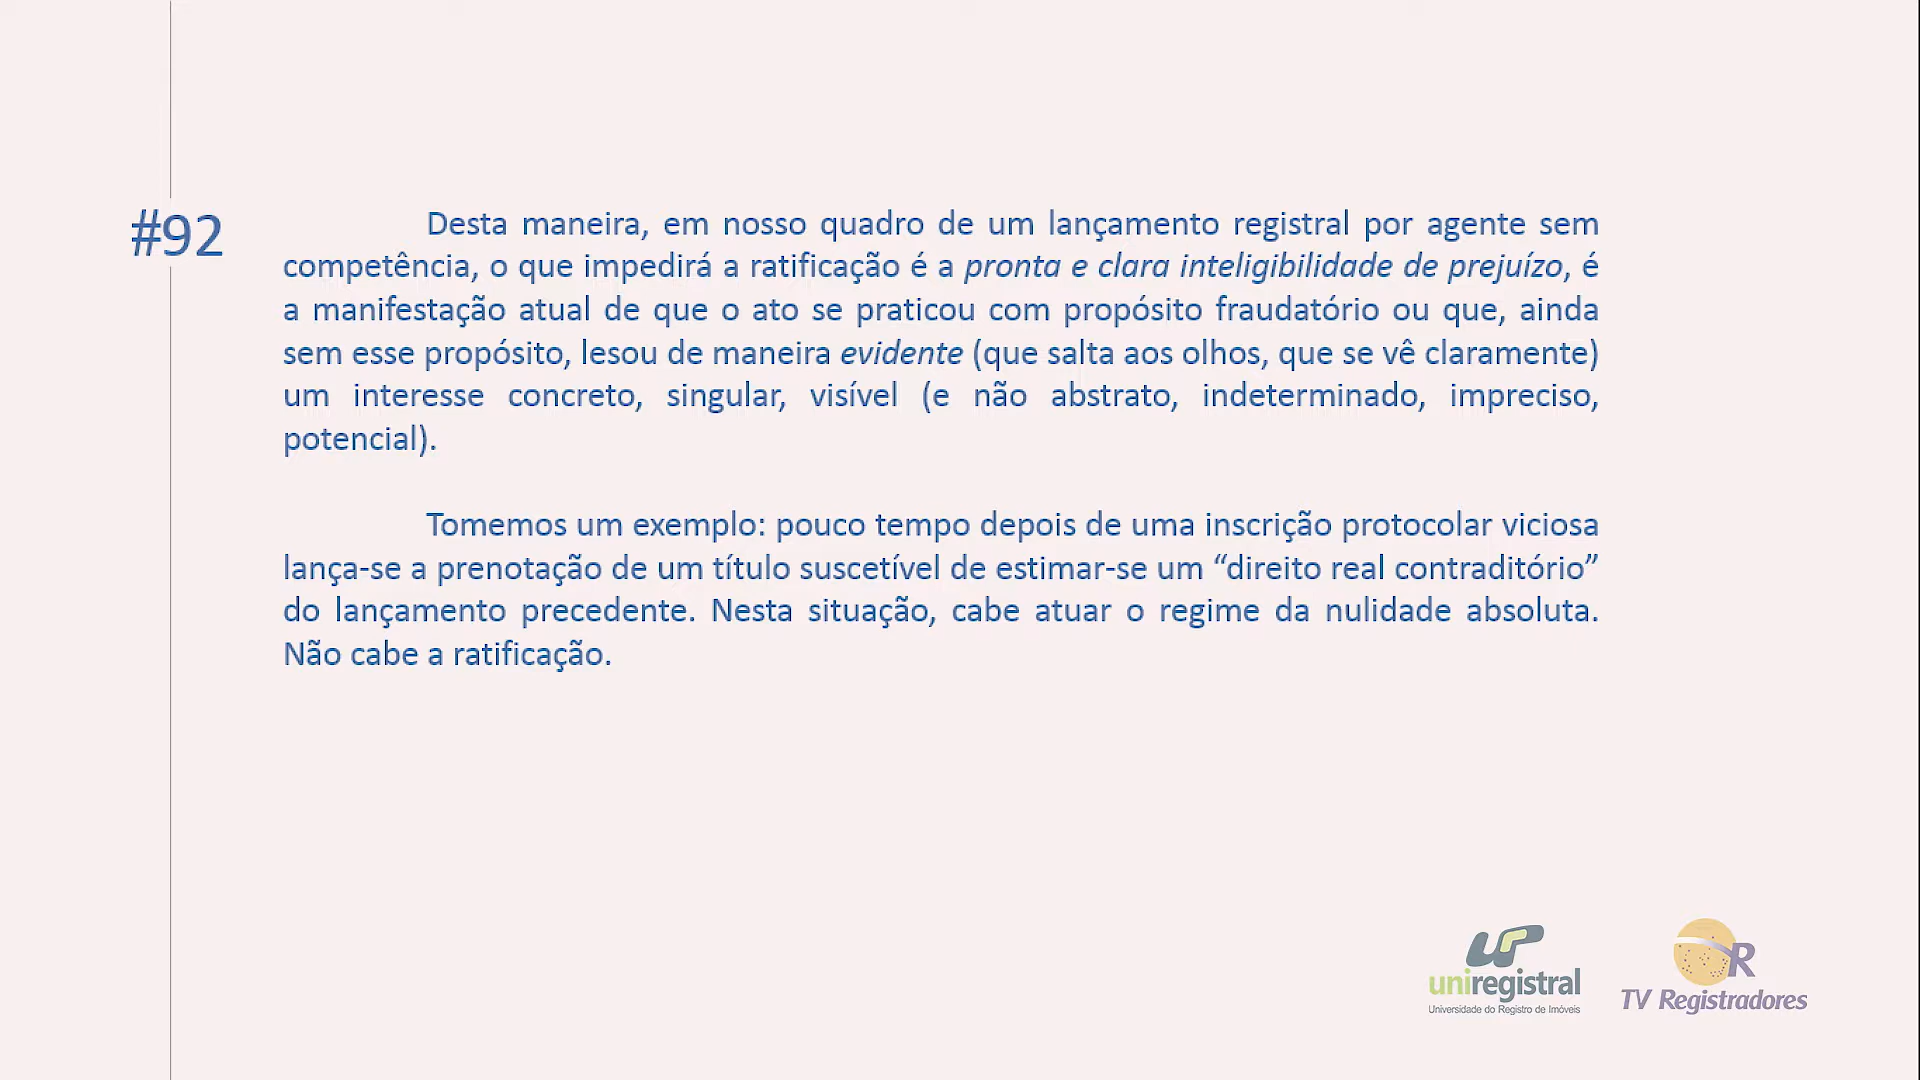 #92
Desta maneira, em nosso quadro de um lançamento registral por agente sem
competência, o que impedirá a ratificação é a pronta e clara inteligibilidade de prejuízo, é
a manifestação atual de que o ato se praticou com propósito fraudatório ou que, ainda
sem esse propósito, lesou de maneira evidente (que salta aos olhos, que se vê claramente)
um interesse concreto, singular, visível (e não abstrato, indeterminado, impreciso,
potencial).
Tomemos um exemplo: pouco tempo depois de uma inscrição protocolar viciosa
lança-se a prenotação de um título suscetível de estimar-se um “direito real contraditório”
do lançamento precedente. Nesta situação, cabe atuar o regime da nulidade absoluta.
Não cabe a ratificação.
uniregistral
Universidade do Registro de Imóveis
R
TV Registradores